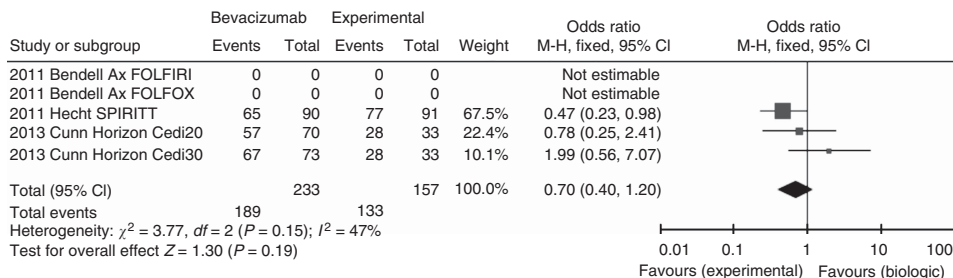 Bevacizumab Experimental Odds ratio Odds ratio
Study or subgroup Events Total Events Total Weight M-H, fixed, 95% CI M-H, fixed, 95% CI
2011 Bendell Ax FOLFIRI 0 0 0 0 Not estimable
2011 Bendell Ax FOLFOX 0 0 0 0 Not estimable
2011 Hecht SPIRITT 65 90 77 91 67.5% 0.47 (0.23, 0.98)
2013 Cunn Horizon Cedi20 57 70 28 33 22.4% 0.78 (0.25, 2.41)
2013 Cunn Horizon Cedi30 67 73 28 33 10.1% 1.99 (0.56, 7.07)
Total (95% CI) 233 157 100.0% 0.70 (0.40, 1.20)
Total events 189 133
Heterogeneity: χ² = 3.77, df = 2 (P = 0.15); I² = 47%
Test for overall effect Z = 1.30 (P = 0.19)
0.01 0.1 1 10 100
Favours (experimental) Favours (biologic)